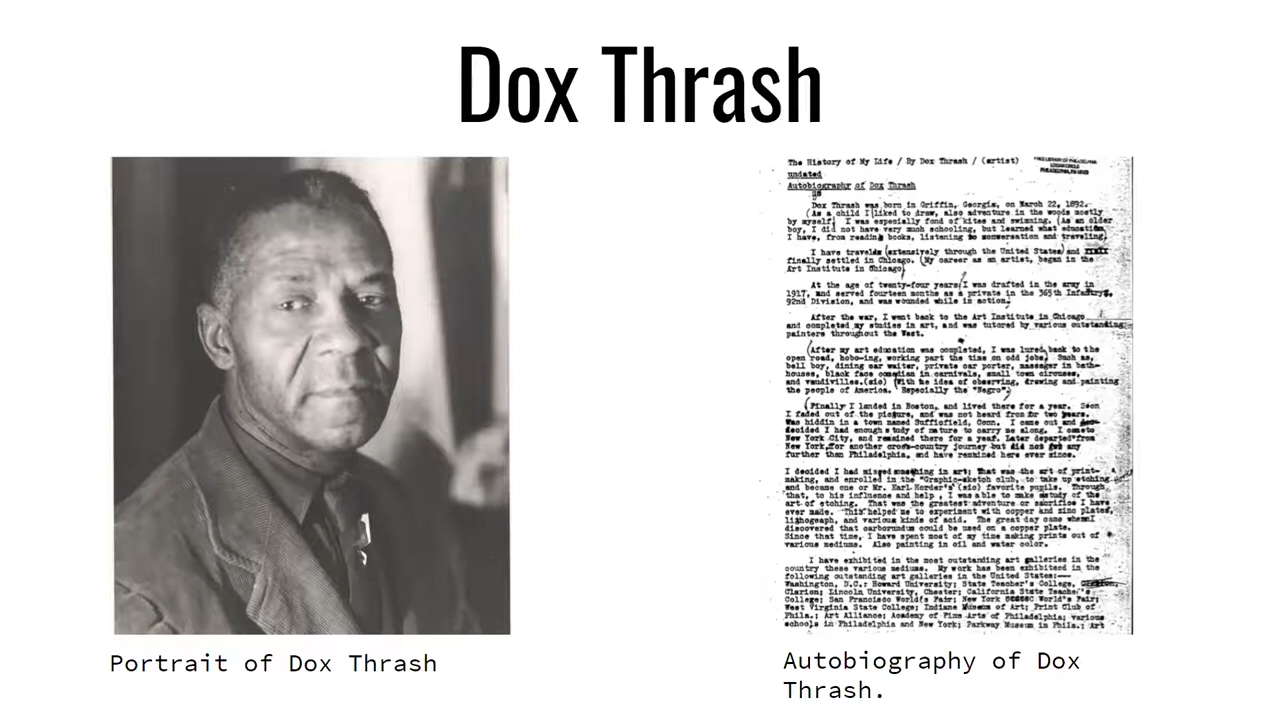 Dox Thrash
The History of My Life / By Dox Thrash / (artist)
FREE LIBRARY OF PHILADELPHIA
LOGAN CIRCLE
PHILADELPHIA, PA 19103
undated
Autobiography of Dox Thrash
Dox Thrash was born in Griffin, Georgia, on March 22, 1892.
(As a child I liked to draw, also adventure in the woods mostly
by myself) I was especially fond of kites and swimming. (As an older
boy, I did not have very much schooling, but learned what education,
I have, from reading books, listening to conversation and traveling)
I have traveled (extensively through the United States) and
finally settled in Chicago. (My career as an artist, began in the
Art Institute in Chicago)
At the age of twenty-four years I was drafted in the army in
1917, and served fourteen months as a private in the 365th Infantry,
92nd Division, and was wounded while in action.
After the war, I went back to the Art Institute in Chicago
and completed my studies in art, and was tutored by various outstanding
painters throughout the West.
(After my art education was completed, I was lured back to the
open road, hobo-ing, working part the time on odd jobs) Such as,
bell boy, dining car waiter, private car porter, massager in bath-
houses, black face comedian in carnivals, small town circuses,
and vaudivilles.(sic) (With the idea of observing, drawing and painting
the people of America. Especially the "Negro")
(Finally I landed in Boston, and lived there for a year. Soon
I faded out of the picture, and was not heard from for two years.
Was hiddin in a town named Suffiofield, Conn. I came out and
decided I had enough study of nature to carry me along. I came to
New York City, and remained there for a year. Later departed from
New York, for another cross-country journey but did not get any
further than Philadelphia, and have remained here ever since.
I decided I had missed something in art; That was the art of print-
making, and enrolled in the "Graphic-sketch club, to take up etching
and became one or Mr. Earl Horder's (sic) favorite pupils. Through
that, to his influence and help , I was able to make a study of the
art of etching. That was the greatest adventure or sacrifice I have
ever made. This helped me to experiment with copper and zinc plates,
lithograph, and various kinds of acid. The great day came when I
discovered that carborundum could be used on a copper plate.
Since that time, I have spent most of my time making prints out of
various mediums. Also painting in oil and water color.
I have exhibited in the most outstanding art galleries in the
country these various mediums. My work has been exhibited in the
following outstanding art galleries in the United States:——
Washington, D.C.: Howard University; State Teacher's College,
Clarion; Lincoln University, Chester; California State Teacher's
College; San Francisco World's Fair; New York World's Fair;
West Virginia State College; Indiane Museum of Art; Print Club of
Phila.; Art Alliance; Academy of Fine Arts of Philadelphia; various
schools in Philadelphia and New York; Parkway Museum in Phila.; Art
Portrait of Dox Thrash
Autobiography of Dox
Thrash.